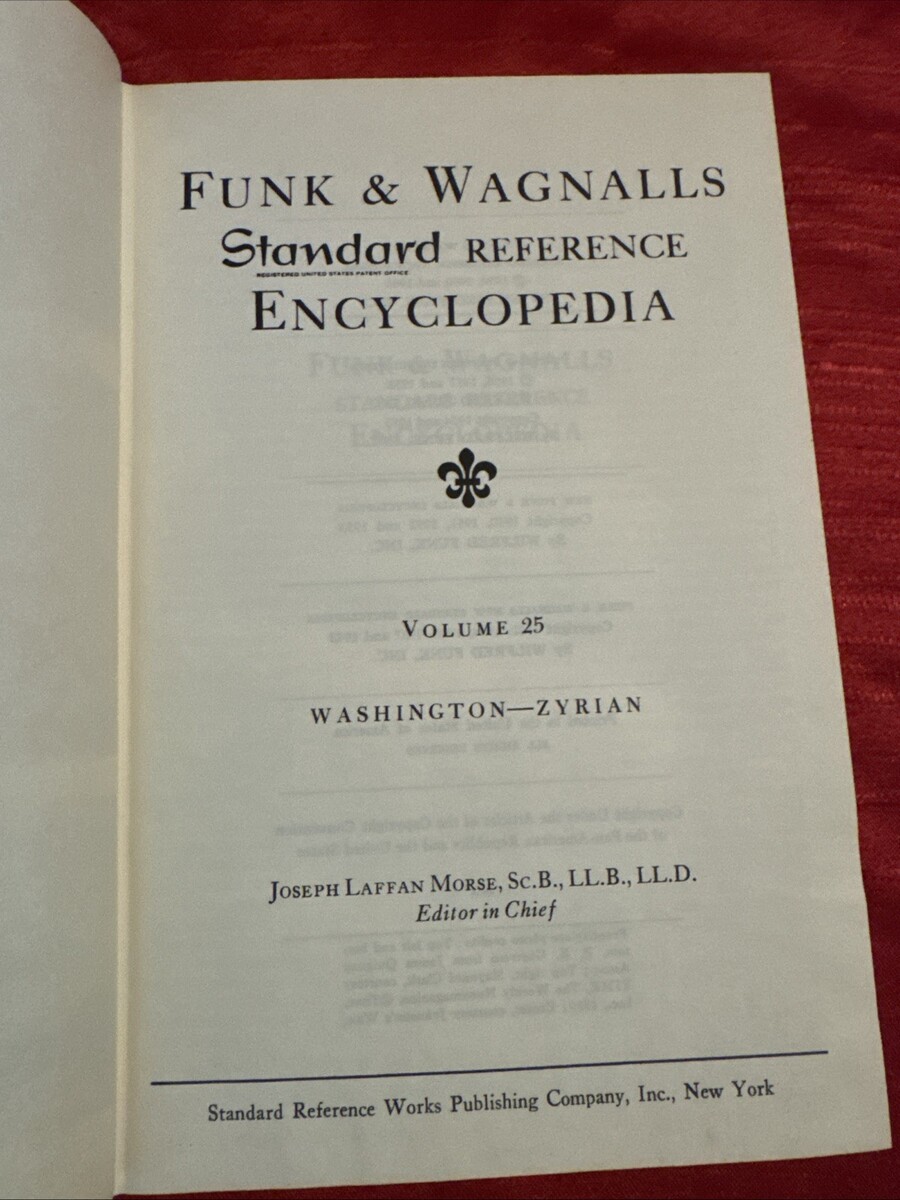 FUNK & WAGNALLS
Standard REFERENCE
REGISTERED UNITED STATES PATENT OFFICE
ENCYCLOPEDIA
VOLUME 25
WASHINGTON—ZYRIAN
JOSEPH LAFFAN MORSE, SC.B., LL.B., LL.D.
Editor in Chief
Standard Reference Works Publishing Company, Inc., New York